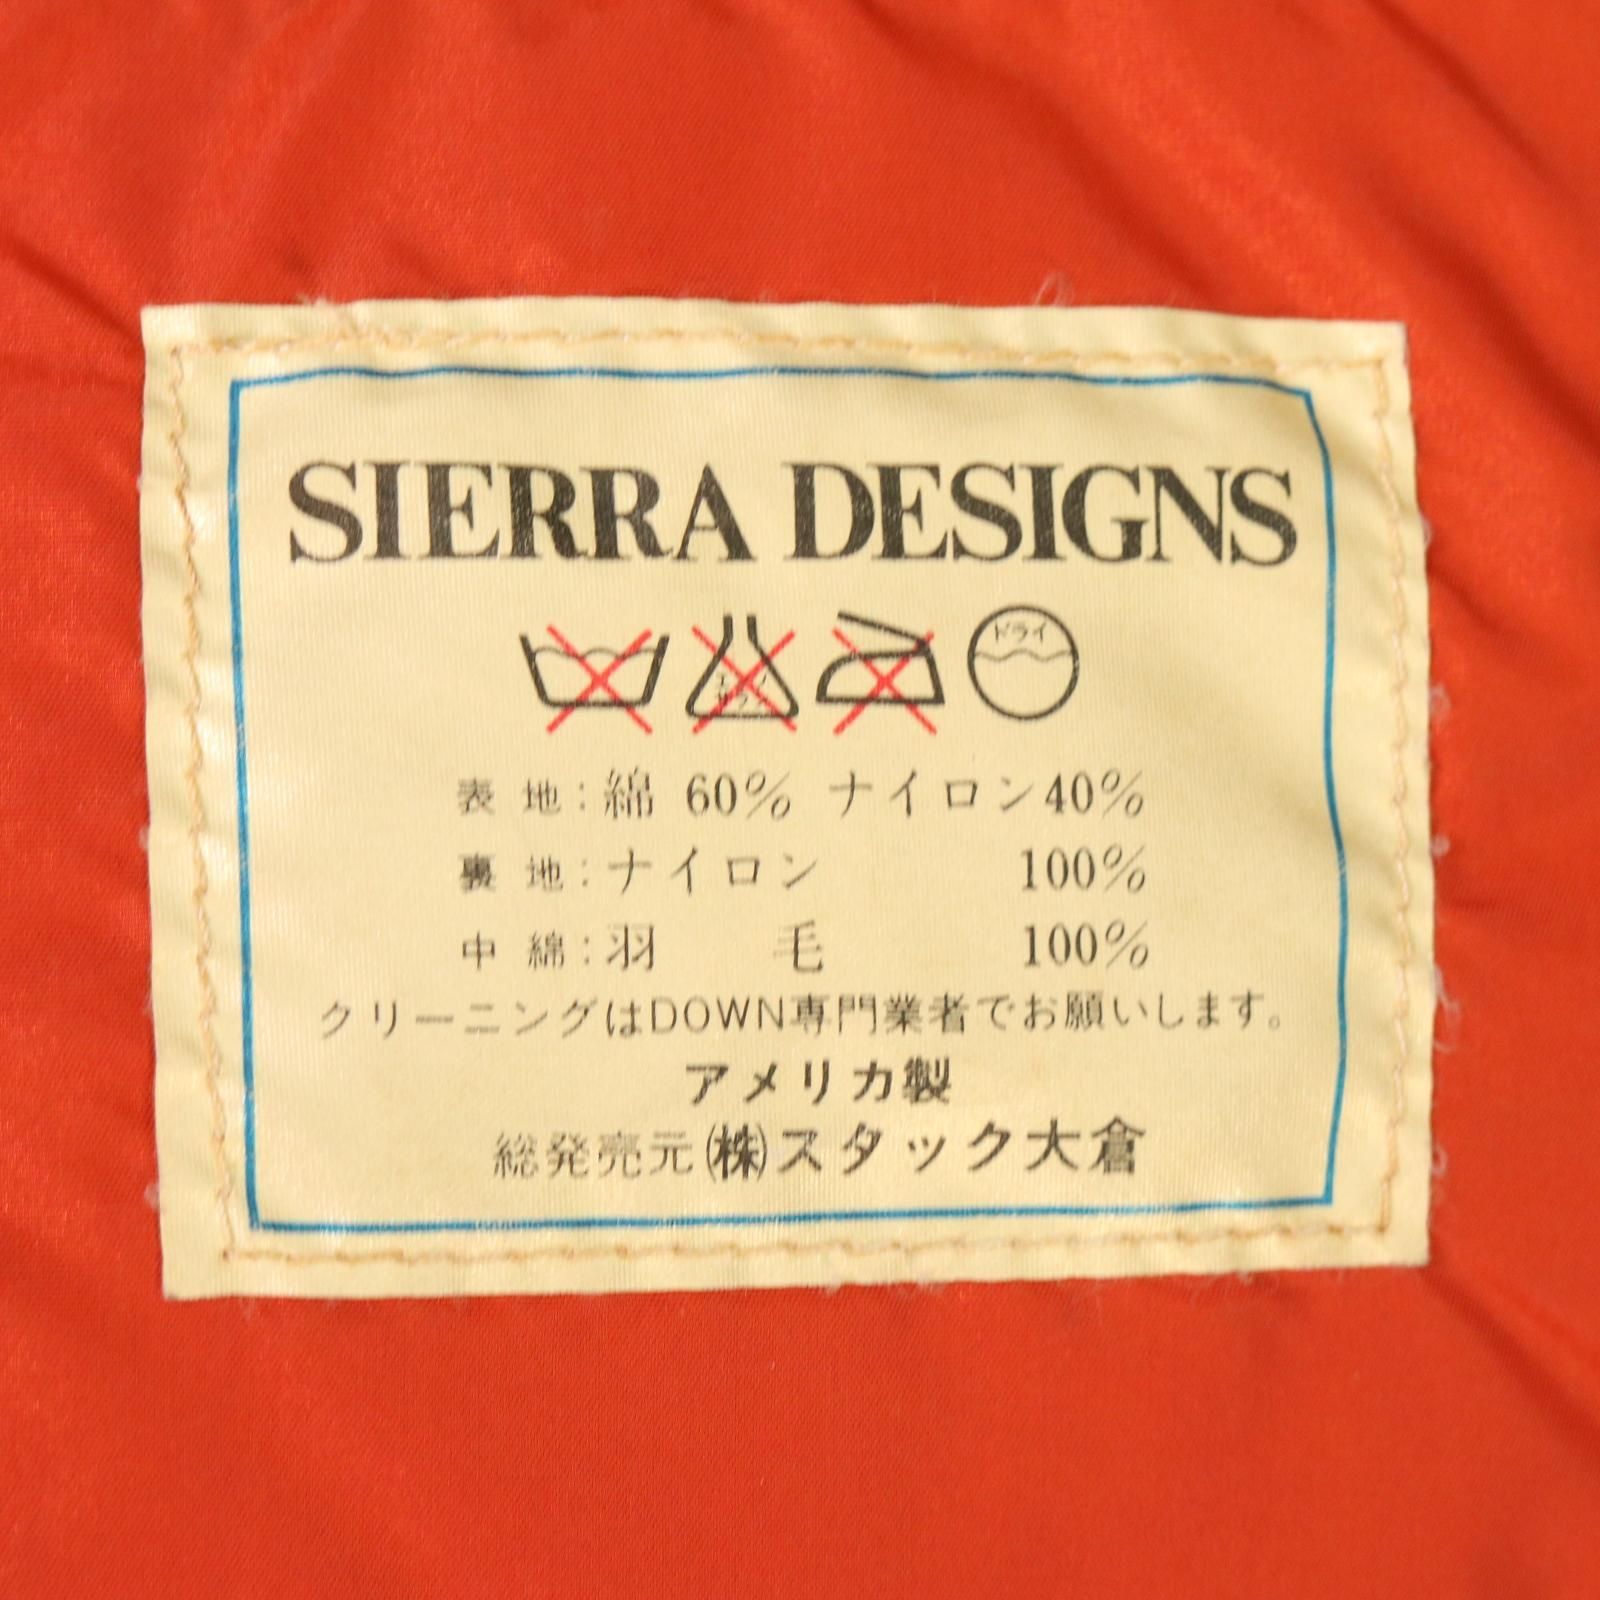 SIERRA DESIGNS
ドライ
表 地：綿 60% ナイロン40%
裏 地：ナイロン 100%
中 綿：羽 毛 100%
クリーニングはDOWN専門業者でお願いします。
アメリカ製
総発売元㈱スタック大倉